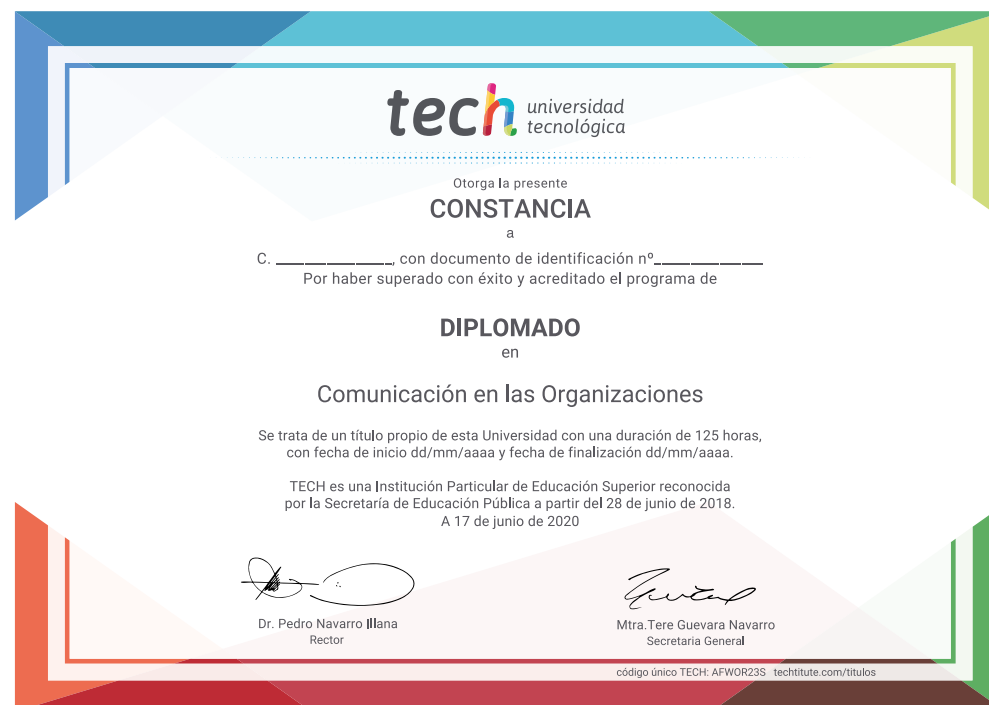 tech universidad
tecnológica
Otorga la presente
CONSTANCIA
a
C. ______________, con documento de identificación nº_____________
Por haber superado con éxito y acreditado el programa de
DIPLOMADO
en
Comunicación en las Organizaciones
Se trata de un título propio de esta Universidad con una duración de 125 horas,
con fecha de inicio dd/mm/aaaa y fecha de finalización dd/mm/aaaa.
TECH es una Institución Particular de Educación Superior reconocida
por la Secretaría de Educación Pública a partir del 28 de junio de 2018.
A 17 de junio de 2020
Dr. Pedro Navarro Illana
Rector
Mtra.Tere Guevara Navarro
Secretaria General
código único TECH: AFWOR23S techtitute.com/titulos